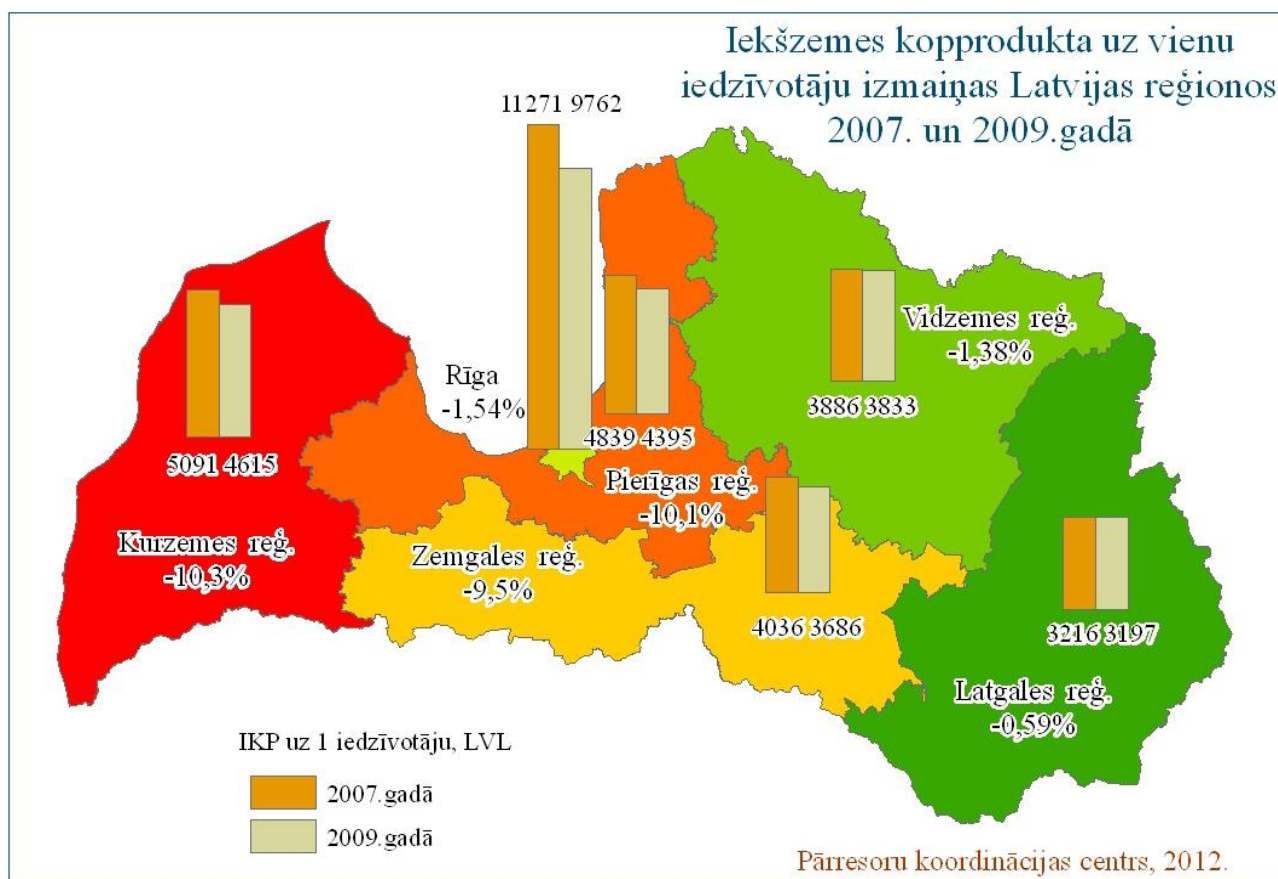 Iekšzemes kopprodukta uz vienu
iedzīvotāju izmaiņas Latvijas reģionos
2007. un 2009.gadā
11271 9762
Rīga
-1,54%
4839 4395
Pierīgas reģ.
-10,1%
Vidzemes reģ.
-1,38%
3886 3833
5091 4615
Kurzemes reģ.
-10,3%
Zemgales reģ.
-9,5%
4036 3686
3216 3197
Latgales reģ.
-0,59%
IKP uz 1 iedzīvotāju, LVL
2007.gadā
2009.gadā
Pārresoru koordinācijas centrs, 2012.